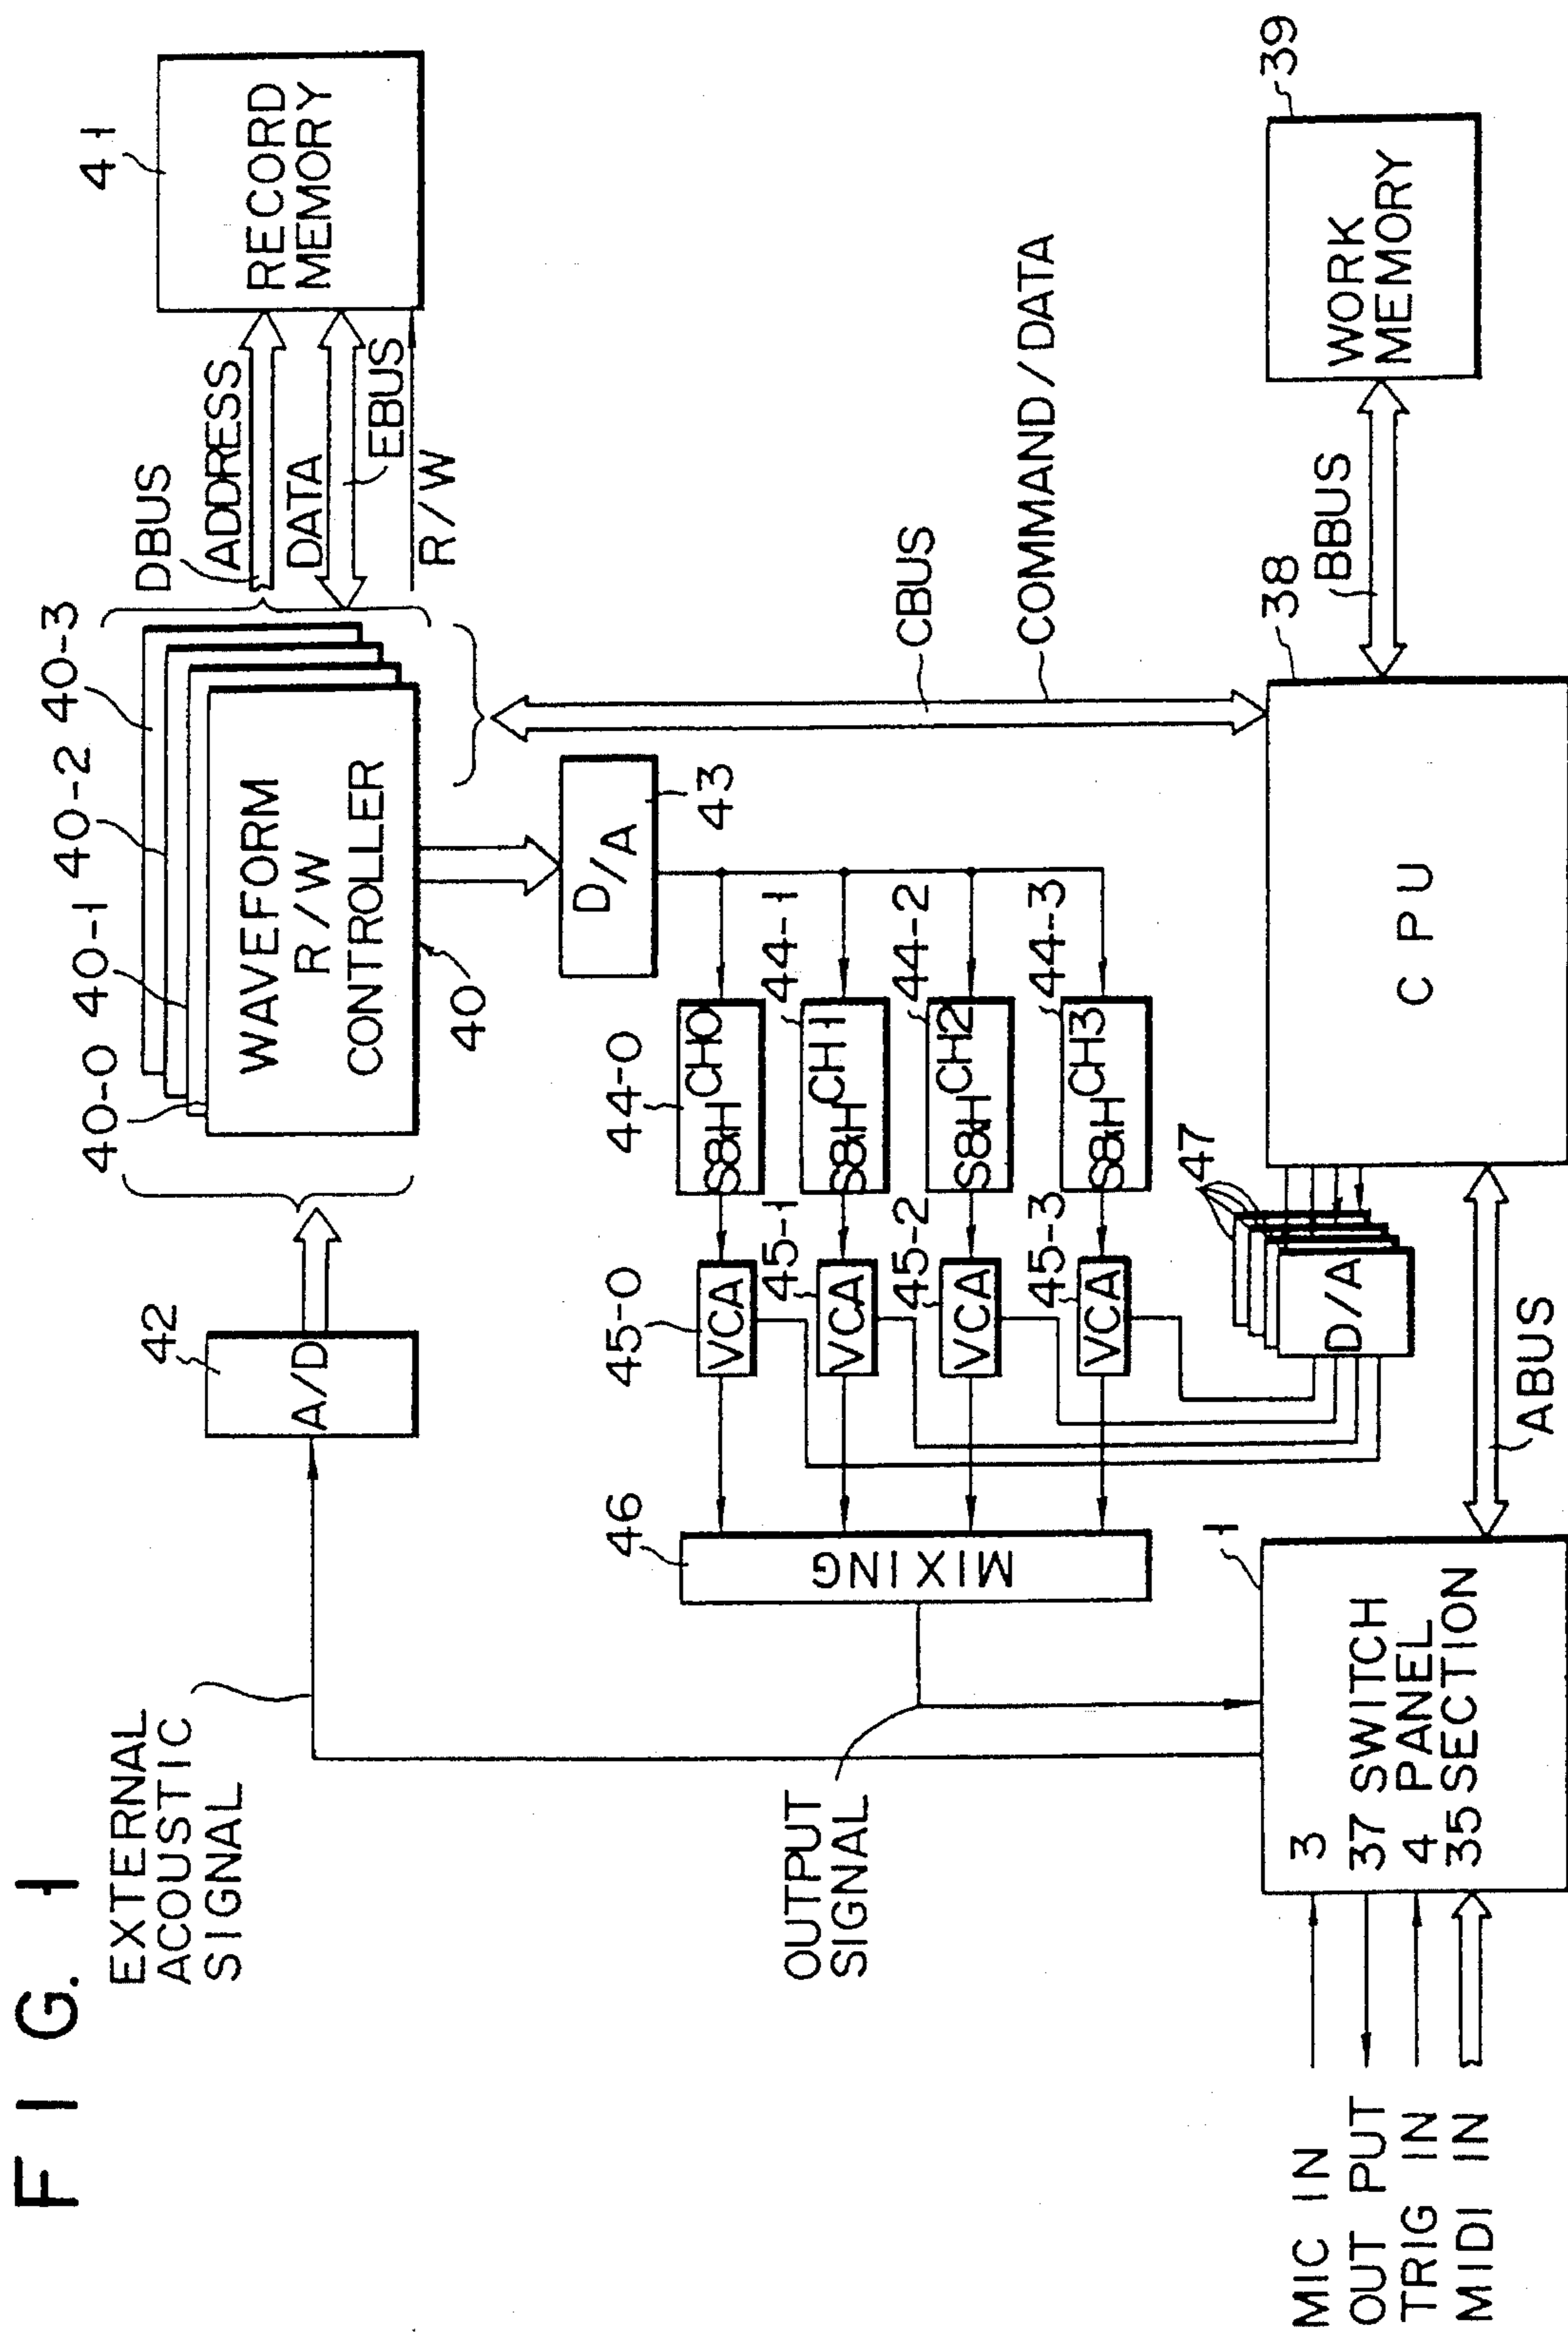 FIG. 1
EXTERNAL
ACOUSTIC
SIGNAL
42
A/D
40-0
40-1
40-2
40-3
WAVEFORM
R/W
CONTROLLER
40
DBUS
ADDRESS
DATA
EBUS
R/W
41
RECORD
MEMORY
43
D/A
CBUS
COMMAND/DATA
OUTPUT
SIGNAL
46
MIXING
45-0
VCA
45-1
VCA
45-2
VCA
45-3
VCA
44-0
S&H CH0
44-1
S&H CH1
44-2
S&H CH2
44-3
S&H CH3
47
D/A
MIC IN
OUT PUT
TRIG IN
MIDI IN
1
3
37 SWITCH
4 PANEL
35 SECTION
ABUS
38
CPU
BBUS
39
WORK
MEMORY